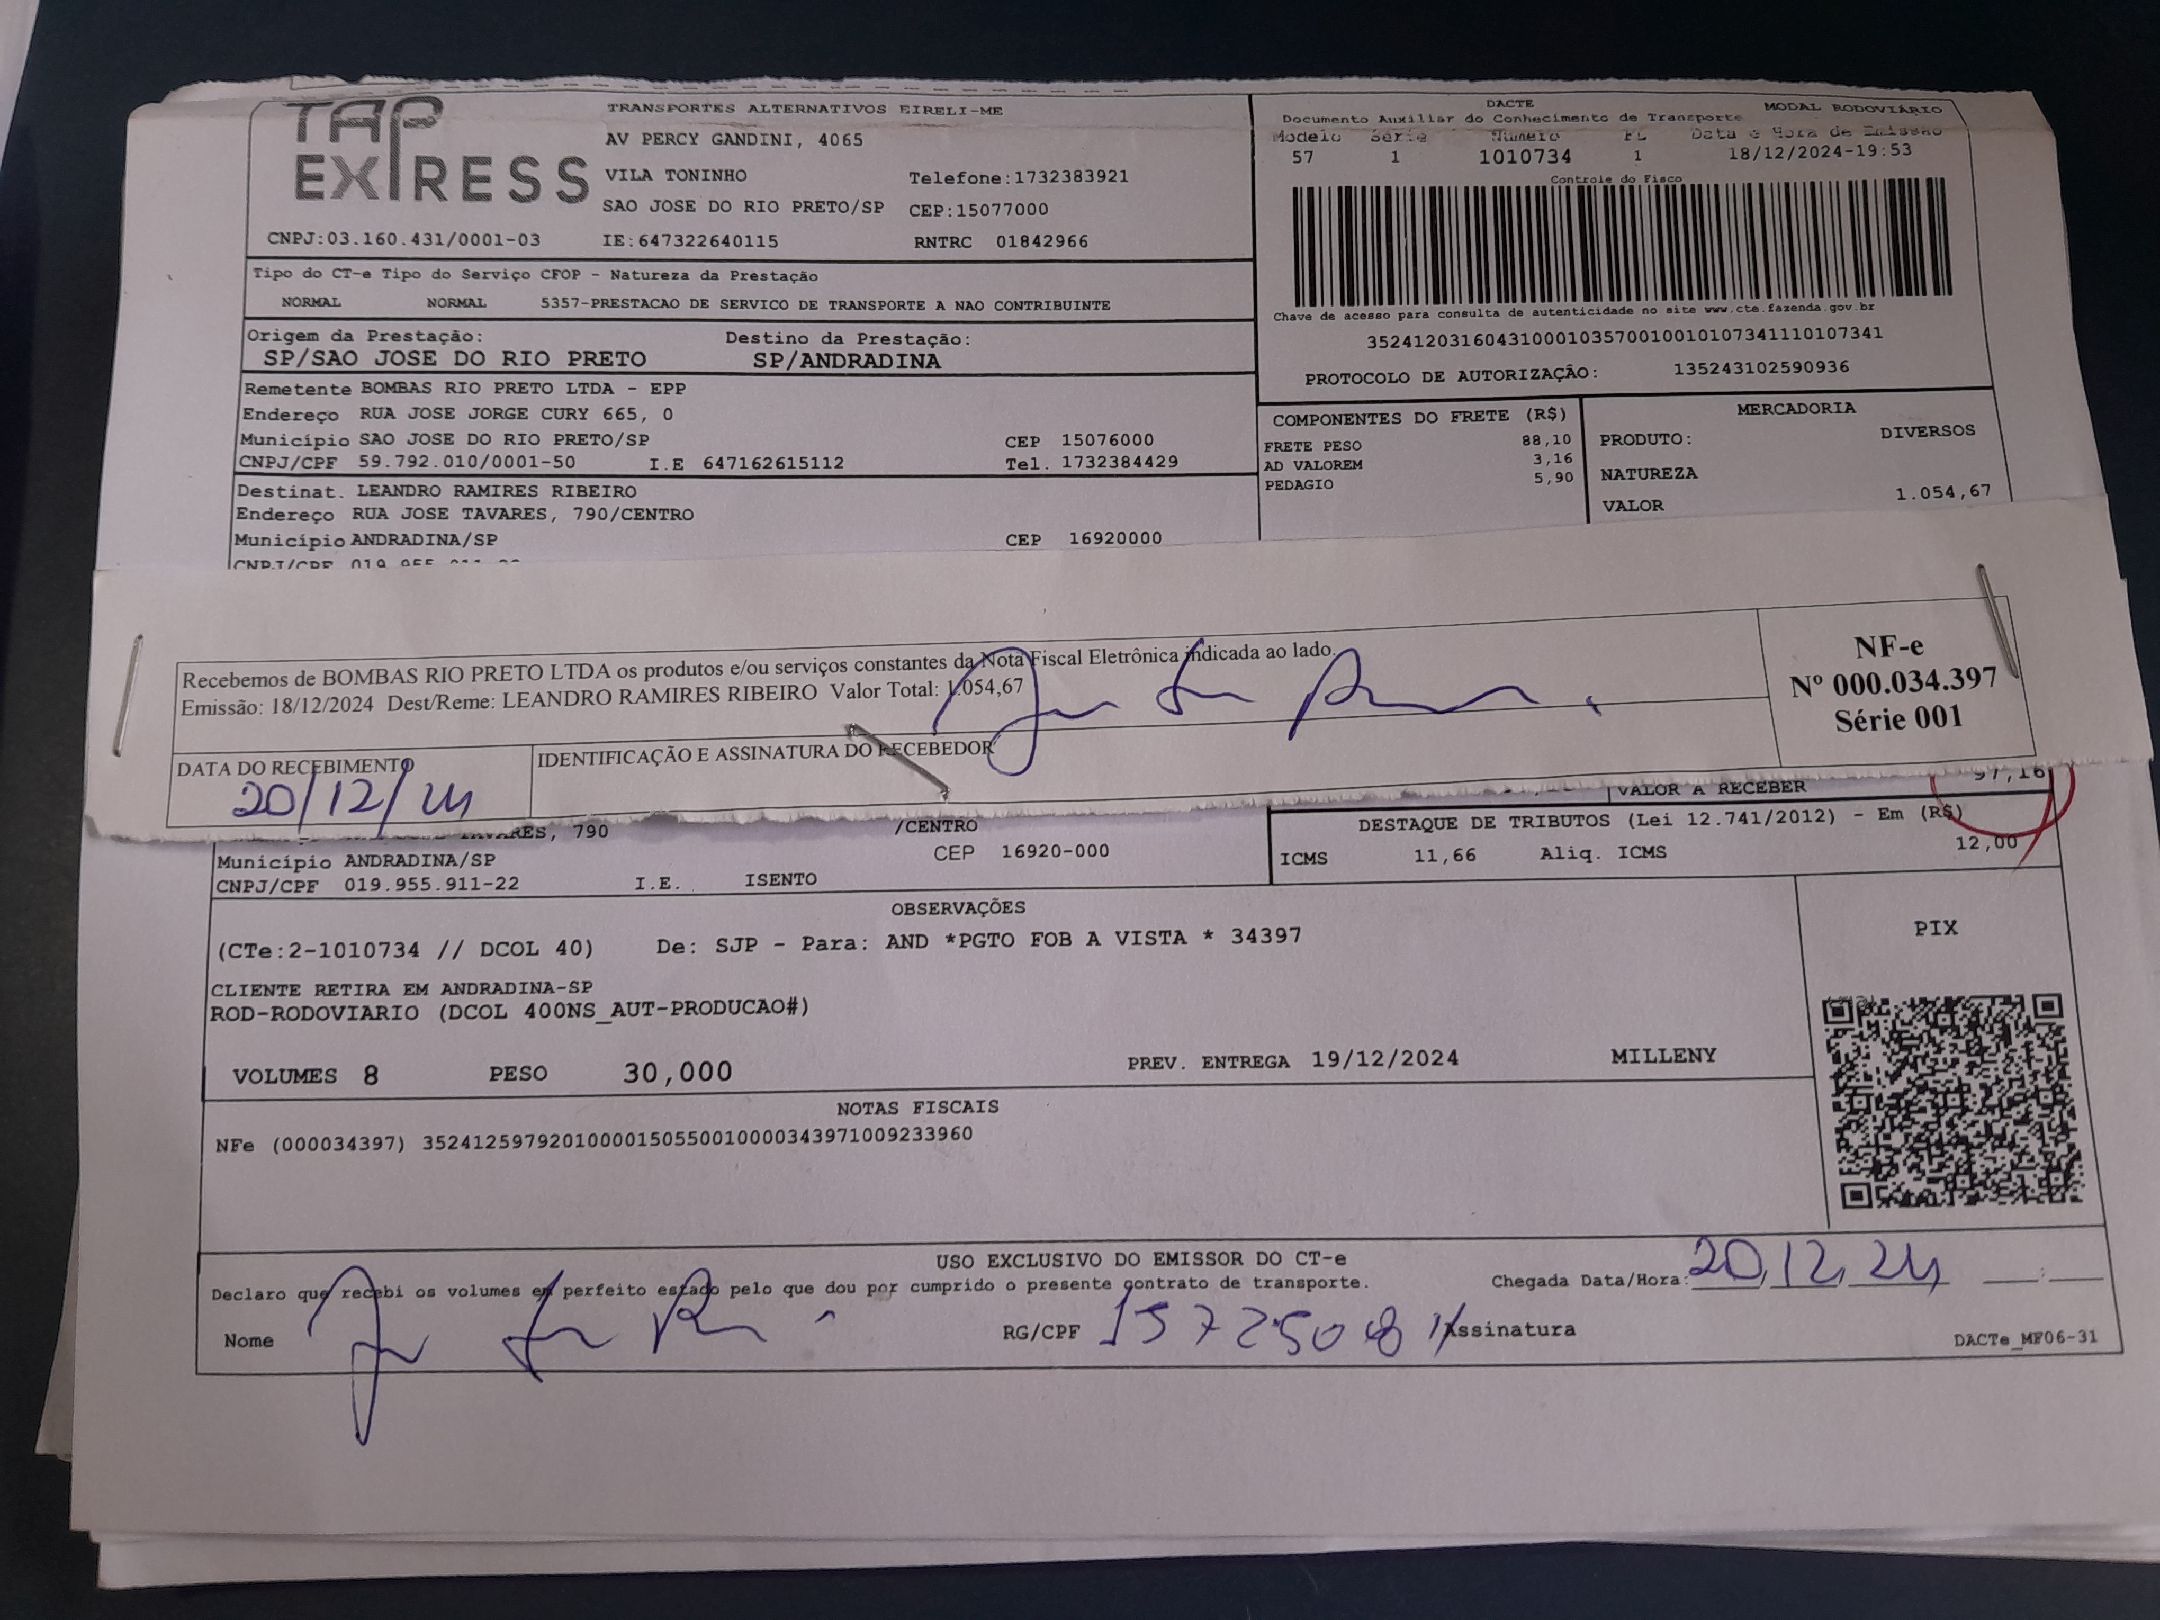 TAP EXPRESS
TRANSPORTES ALTERNATIVOS EIRELI-ME
AV PERCY GANDINI, 4065
VILA TONINHO Telefone:1732383921
SAO JOSE DO RIO PRETO/SP CEP:15077000
CNPJ:03.160.431/0001-03 IE:647322640115 RNTRC 01842966
DACTE MODAL RODOVIÁRIO
Documento Auxiliar do Conhecimento de Transporte
Modelo Série Número FL Data e Hora de Emissão
57 1 1010734 1 18/12/2024-19:53
Controle do Fisco
Chave de acesso para consulta de autenticidade no site www.cte.fazenda.gov.br
35241203160431000103570010010107341110107341
PROTOCOLO DE AUTORIZAÇÃO: 135243102590936
Tipo do CT-e Tipo do Serviço CFOP - Natureza da Prestação
NORMAL NORMAL 5357-PRESTACAO DE SERVICO DE TRANSPORTE A NAO CONTRIBUINTE
Origem da Prestação: Destino da Prestação:
SP/SAO JOSE DO RIO PRETO SP/ANDRADINA
Remetente BOMBAS RIO PRETO LTDA - EPP
Endereço RUA JOSE JORGE CURY 665, 0
Município SAO JOSE DO RIO PRETO/SP CEP 15076000
CNPJ/CPF 59.792.010/0001-50 I.E 647162615112 Tel. 1732384429
Destinat. LEANDRO RAMIRES RIBEIRO
Endereço RUA JOSE TAVARES, 790/CENTRO
Município ANDRADINA/SP CEP 16920000
CNPJ/CPF 019.955
COMPONENTES DO FRETE (R$)
FRETE PESO 88,10
AD VALOREM 3,16
PEDAGIO 5,90
MERCADORIA
PRODUTO: DIVERSOS
NATUREZA
VALOR 1.054,67
Recebemos de BOMBAS RIO PRETO LTDA os produtos e/ou serviços constantes da Nota Fiscal Eletrônica indicada ao lado.
Emissão: 18/12/2024 Dest/Reme: LEANDRO RAMIRES RIBEIRO Valor Total: 1.054,67
DATA DO RECEBIMENTO IDENTIFICAÇÃO E ASSINATURA DO RECEBEDOR
20/12/24
NF-e
Nº 000.034.397
Série 001
VALOR A RECEBER 97,16
TAVARES, 790 /CENTRO
Município ANDRADINA/SP CEP 16920-000
CNPJ/CPF 019.955.911-22 I.E. ISENTO
DESTAQUE DE TRIBUTOS (Lei 12.741/2012) - Em (R$)
ICMS 11,66 Aliq. ICMS 12,00
OBSERVAÇÕES
(CTe:2-1010734 // DCOL 40) De: SJP - Para: AND *PGTO FOB A VISTA * 34397
CLIENTE RETIRA EM ANDRADINA-SP
ROD-RODOVIARIO (DCOL 400NS_AUT-PRODUCAO#)
VOLUMES 8 PESO 30,000 PREV. ENTREGA 19/12/2024 MILLENY
PIX
NOTAS FISCAIS
NFe (000034397) 35241259792010000150550010000343971009233960
USO EXCLUSIVO DO EMISSOR DO CT-e
Declaro que recebi os volumes em perfeito estado pelo que dou por cumprido o presente contrato de transporte. Chegada Data/Hora: 20 12 24 :
Nome RG/CPF Assinatura
DACTe_MF06-31